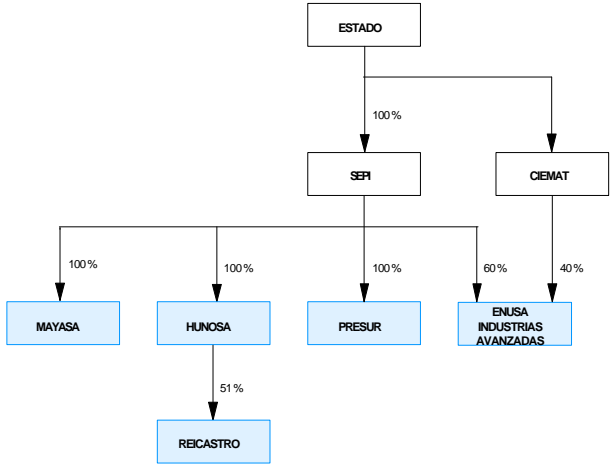 ESTADO
100%
SEPI
CIEMAT
100%
100%
100%
60%
40%
MAYASA
HUNOSA
PRESUR
ENUSA
INDUSTRIAS
AVANZADAS
51%
REICASTRO